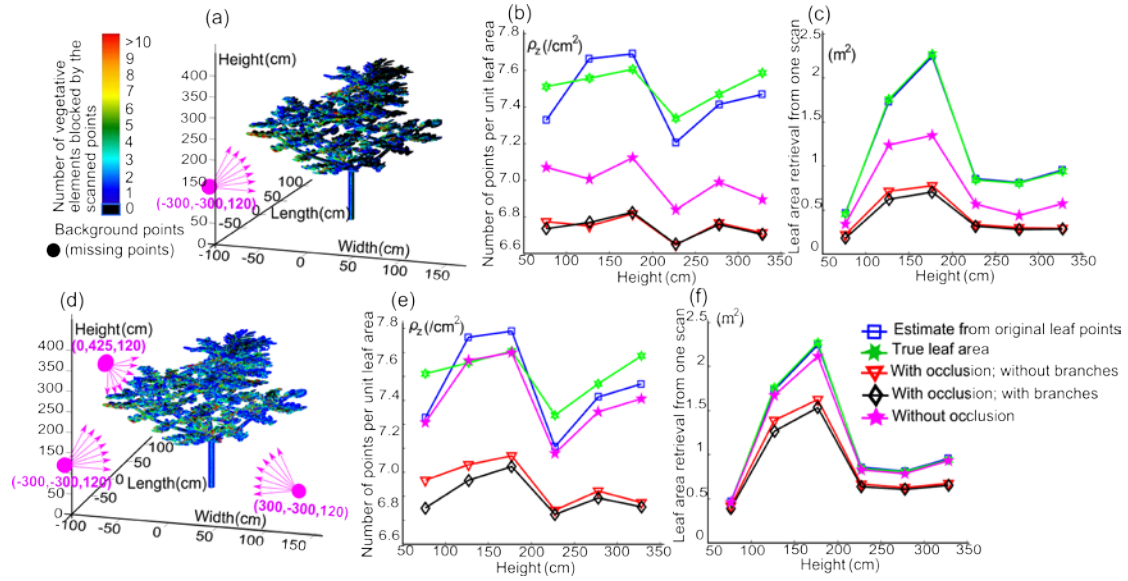 (a)
Number of vegetative
elements blocked by the
scanned points
>10
9
8
7
6
5
4
3
2
1
0
Background points
(missing points)
Height(cm)
450
400
350
300
250
200
150
100
50
0
(-300,-300,120)
100
50
0
-50
-100
Length(cm)
Width(cm)
0
50
100
150
(b)
Number of points per unit leaf area
ρz(/cm²)
7.8
7.6
7.4
7.2
7.0
6.8
6.6
50 100 150 200 250 300 350
Height(cm)
(c)
Leaf area retrieval from one scan
(m²)
2.5
2
1.5
1
0.5
0
50 100 150 200 250 300 350
Height(cm)
(d)
Height(cm)
(0,425,120)
400
350
300
250
200
150
100
50
0
(-300,-300,120)
100
50
0
-50
-100
Length(cm)
(300,-300,120)
Width(cm)
0 50 100 150
(e)
Number of points per unit leaf area
ρz(/cm²)
7.8
7.6
7.4
7.2
7.0
6.8
6.6
50 100 150 200 250 300 350
Height(cm)
(f)
Leaf area retrieval from one scan
(m²)
2.5
2
1.5
1
0.5
0
50 100 150 200 250 300 350
Height(cm)
Estimate from original leaf points
True leaf area
With occlusion; without branches
With occlusion; with branches
Without occlusion